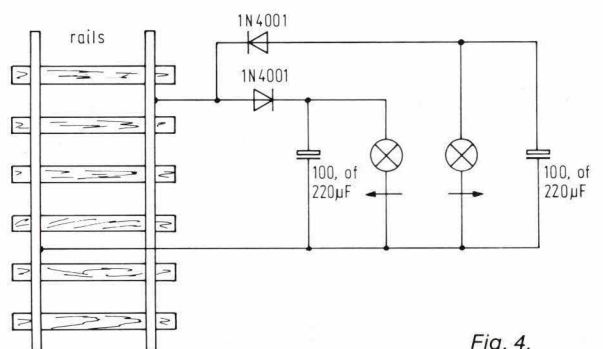 1N4001
rails
1N4001
100, of
220µF
100, of
220µF
Fig. 4.